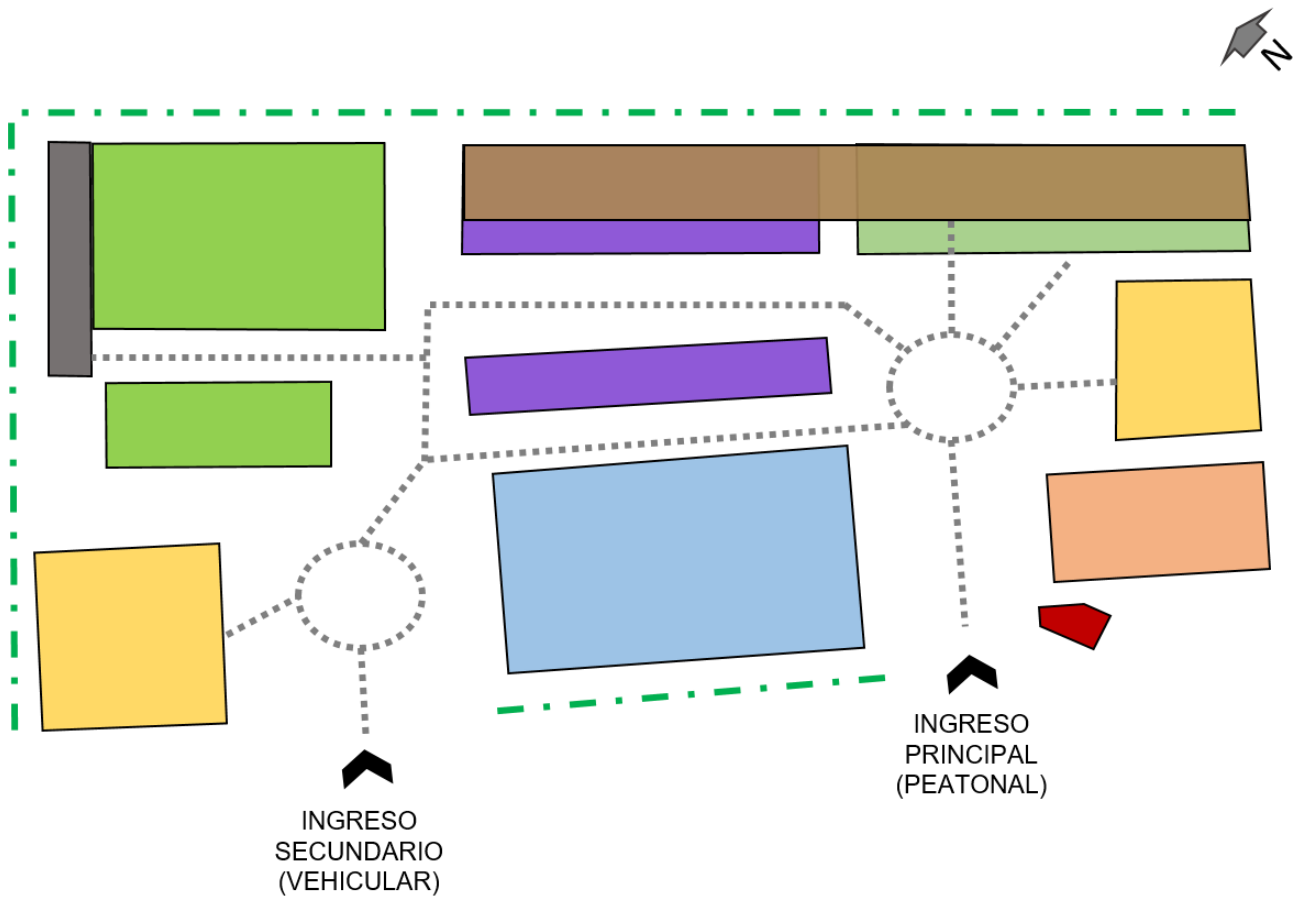 N
INGRESO
PRINCIPAL
(PEATONAL)
INGRESO
SECUNDARIO
(VEHICULAR)